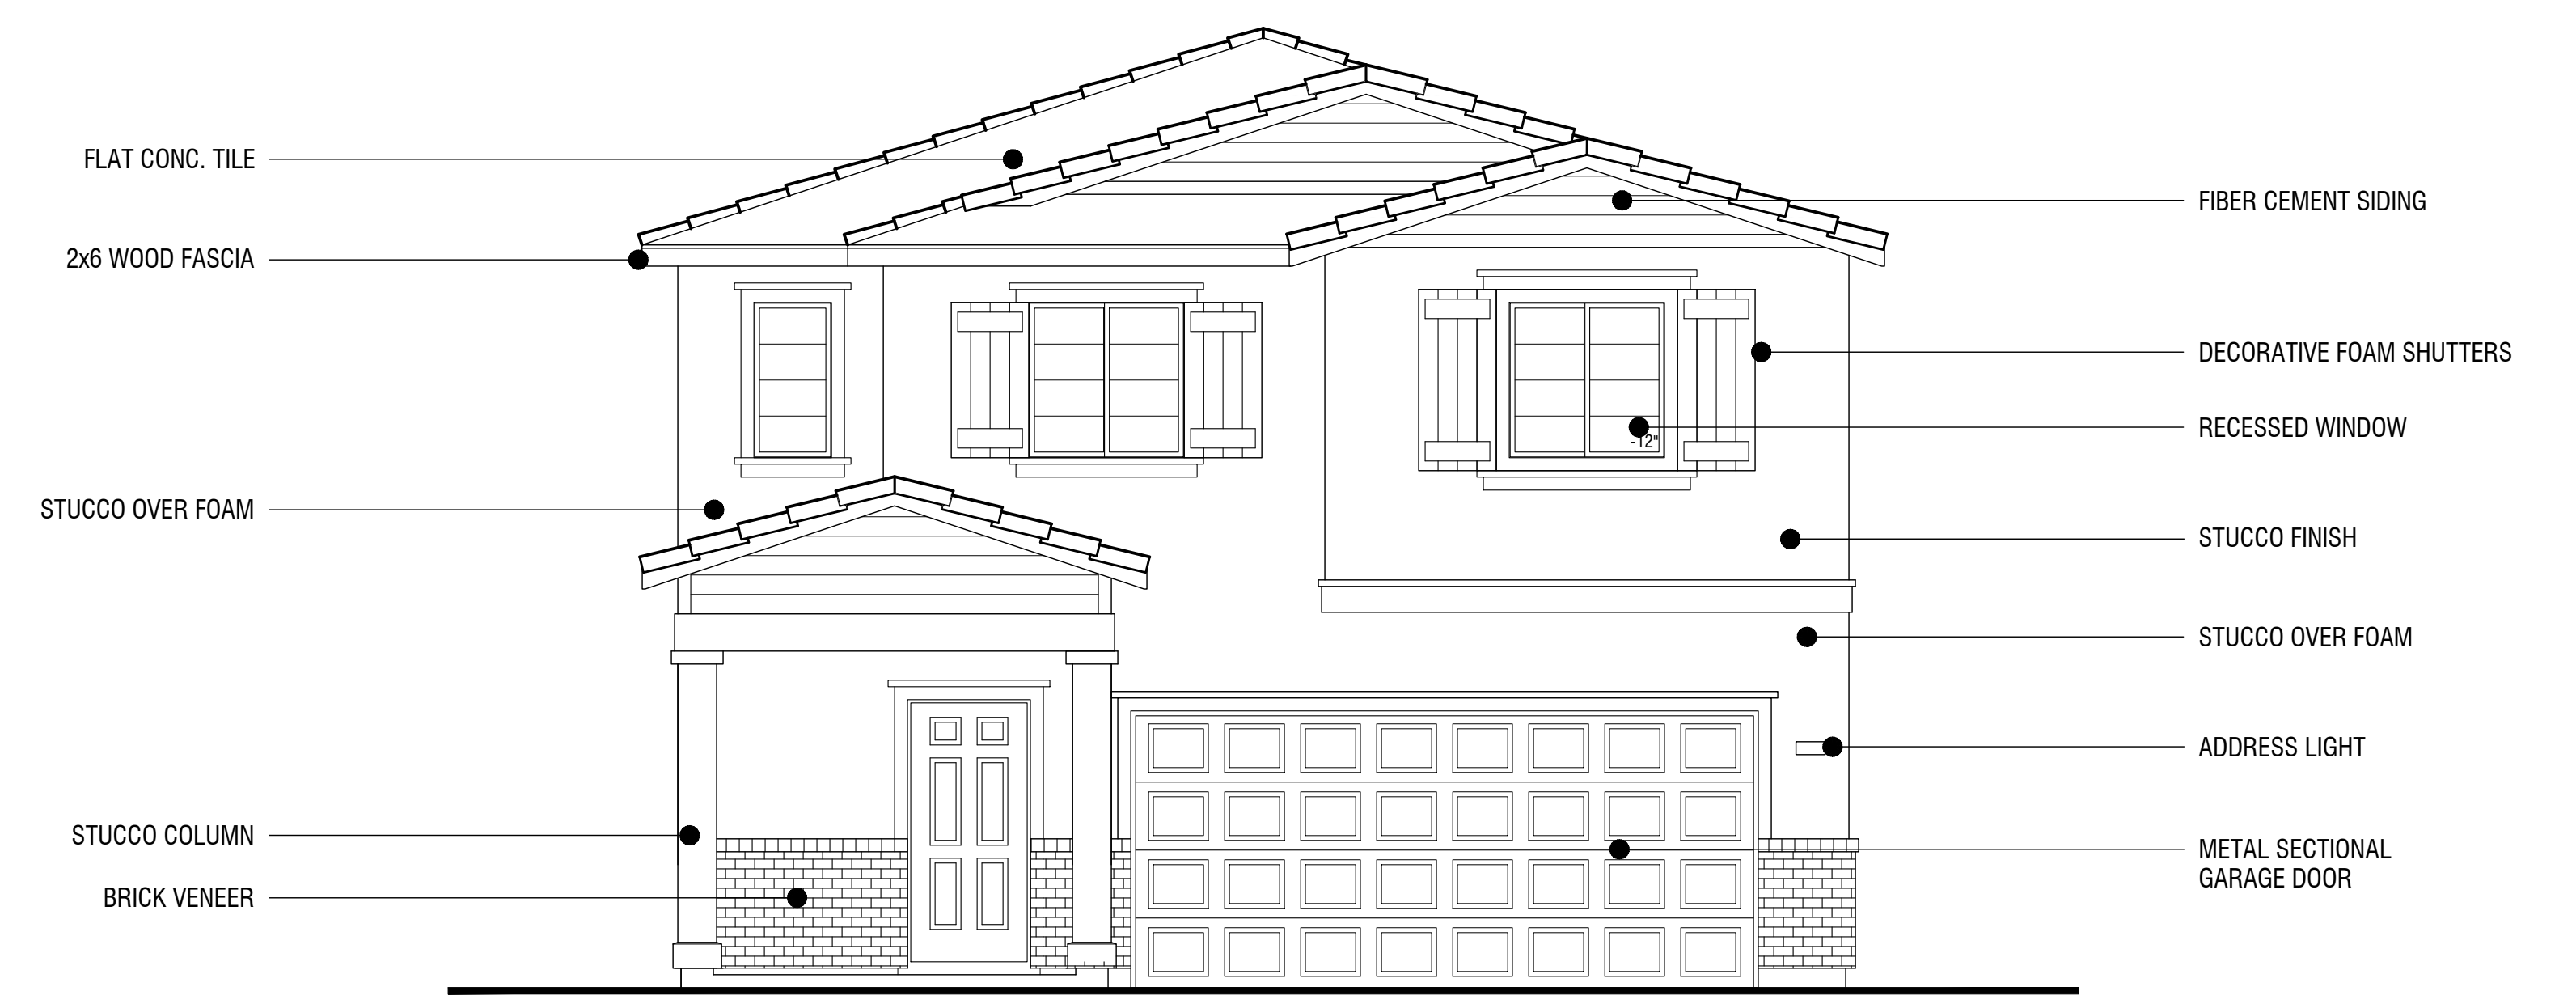 FLAT CONC. TILE
2x6 WOOD FASCIA
STUCCO OVER FOAM
STUCCO COLUMN
BRICK VENEER
FIBER CEMENT SIDING
DECORATIVE FOAM SHUTTERS
RECESSED WINDOW
-12"
STUCCO FINISH
STUCCO OVER FOAM
ADDRESS LIGHT
METAL SECTIONAL
GARAGE DOOR